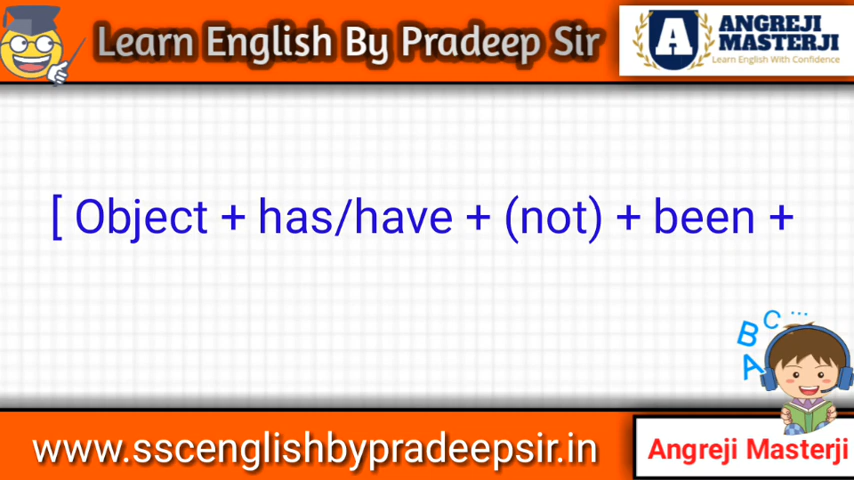 Learn English By Pradeep Sir
A
ANGREJI
MASTERJI
Learn English With Confidence
[ Object + has/have + (not) + been +
A B C ...
www.sscenglishbypradeepsir.in
Angreji Masterji